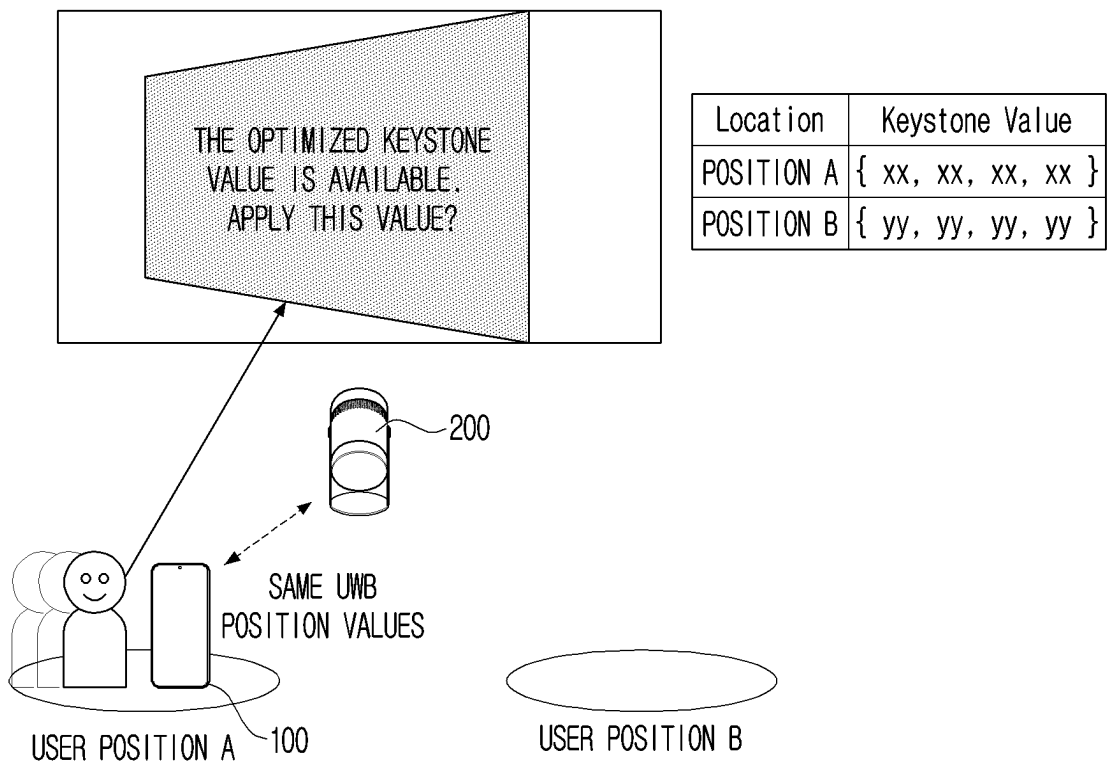 THE OPTIMIZED KEYSTONE
VALUE IS AVAILABLE.
APPLY THIS VALUE?
Location Keystone Value
POSITION A { xx, xx, xx, xx }
POSITION B { yy, yy, yy, yy }
200
SAME UWB
POSITION VALUES
100
USER POSITION A
USER POSITION B